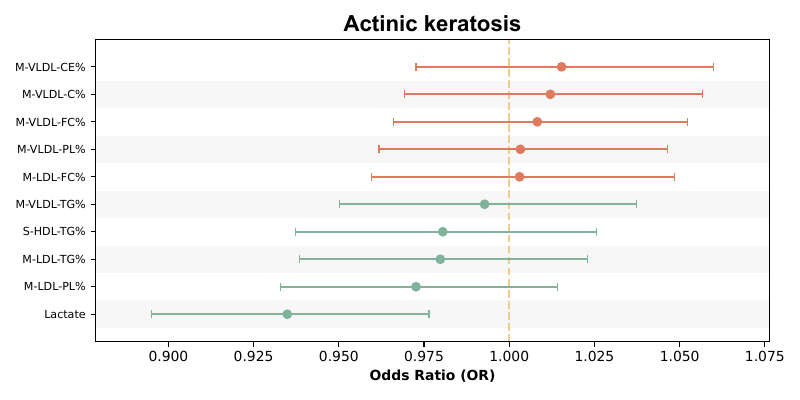 Actinic keratosis
M-VLDL-CE%
M-VLDL-C%
M-VLDL-FC%
M-VLDL-PL%
M-LDL-FC%
M-VLDL-TG%
S-HDL-TG%
M-LDL-TG%
M-LDL-PL%
Lactate
0.900 0.925 0.950 0.975 1.000 1.025 1.050 1.075
Odds Ratio (OR)